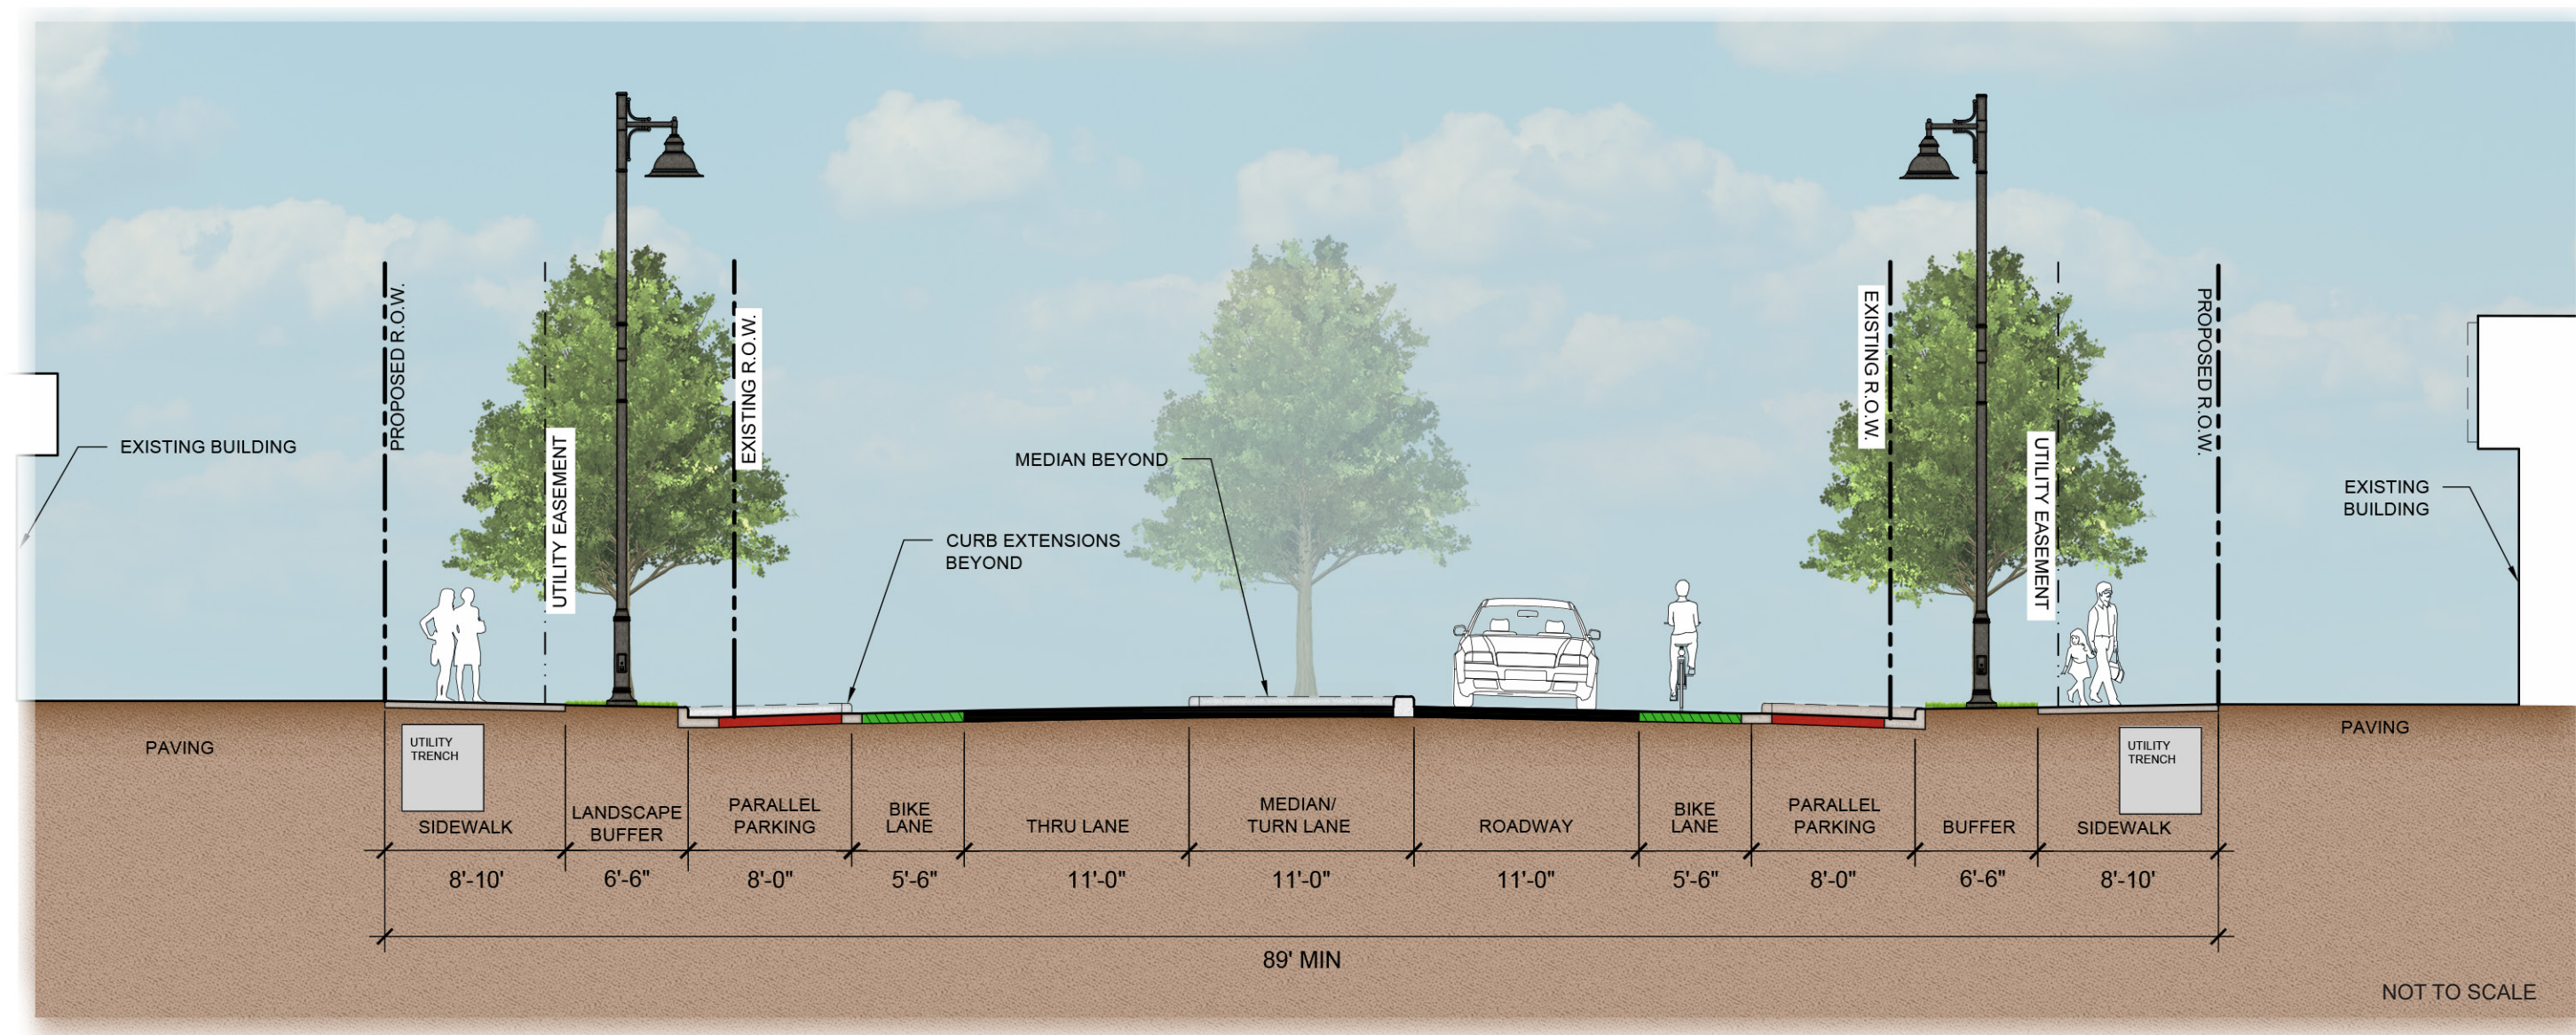 PROPOSED R.O.W.
UTILITY EASEMENT
EXISTING R.O.W.
EXISTING R.O.W.
UTILITY EASEMENT
PROPOSED R.O.W.
EXISTING BUILDING
MEDIAN BEYOND
CURB EXTENSIONS
BEYOND
EXISTING
BUILDING
PAVING
UTILITY
TRENCH
SIDEWALK
LANDSCAPE
BUFFER
PARALLEL
PARKING
BIKE
LANE
THRU LANE
MEDIAN/
TURN LANE
ROADWAY
BIKE
LANE
PARALLEL
PARKING
BUFFER
UTILITY
TRENCH
SIDEWALK
PAVING
8'-10'
6'-6"
8'-0"
5'-6"
11'-0"
11'-0"
11'-0"
5'-6"
8'-0"
6'-6"
8'-10'
89' MIN
NOT TO SCALE